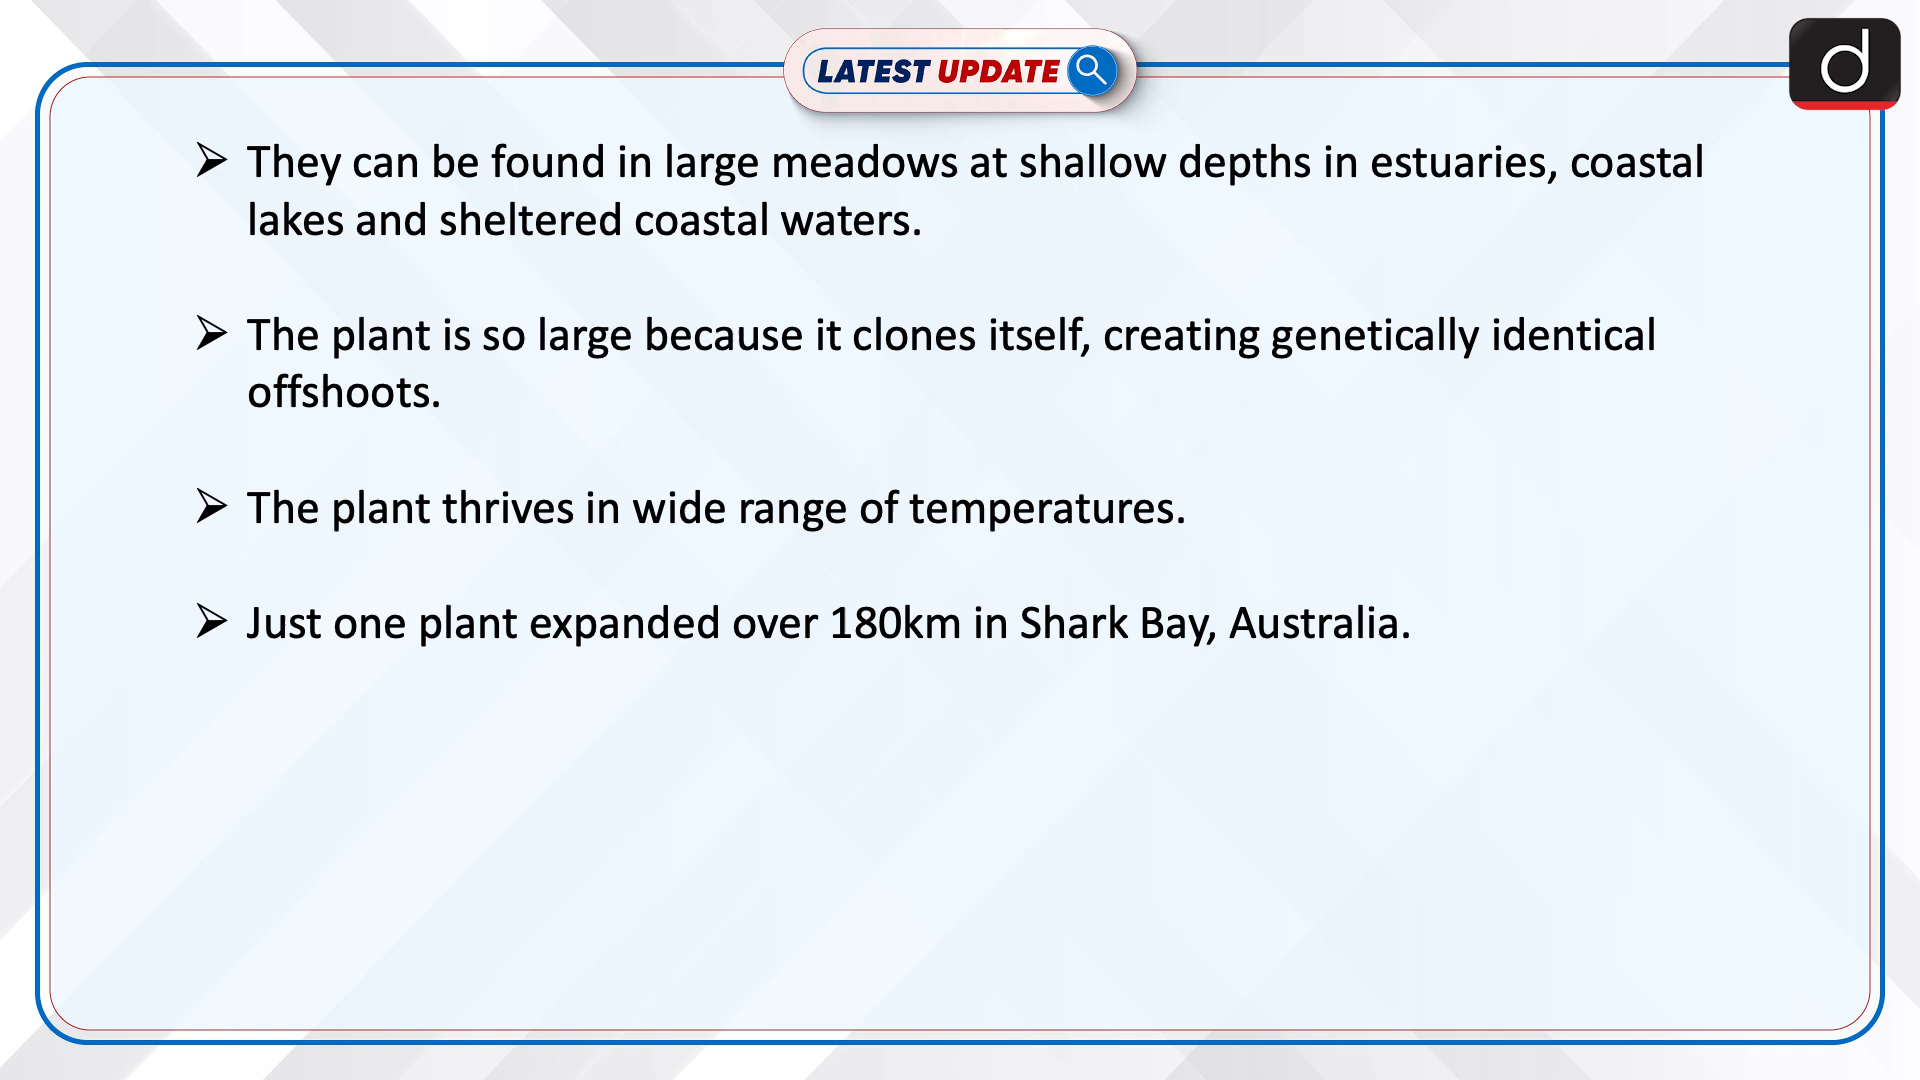 LATEST UPDATE
d
➢ They can be found in large meadows at shallow depths in estuaries, coastal
lakes and sheltered coastal waters.
➢ The plant is so large because it clones itself, creating genetically identical
offshoots.
➢ The plant thrives in wide range of temperatures.
➢ Just one plant expanded over 180km in Shark Bay, Australia.